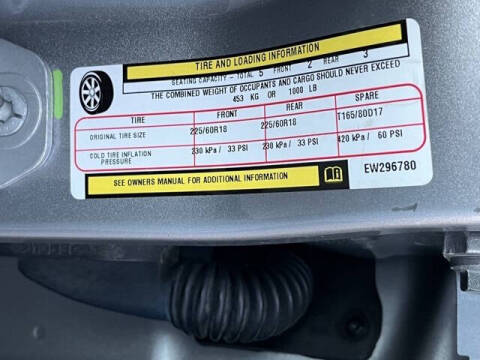 TIRE AND LOADING INFORMATION
SEATING CAPACITY - TOTAL 5 FRONT 2 REAR 3
THE COMBINED WEIGHT OF OCCUPANTS AND CARGO SHOULD NEVER EXCEED
453 KG OR 1000 LB
TIRE FRONT REAR SPARE
ORIGINAL TIRE SIZE 225/60R18 225/60R18 T165/80D17
COLD TIRE INFLATION PRESSURE 230 kPa/ 33 PSI 230 kPa/ 33 PSI 420 kPa/ 60 PSI
SEE OWNERS MANUAL FOR ADDITIONAL INFORMATION EW296780